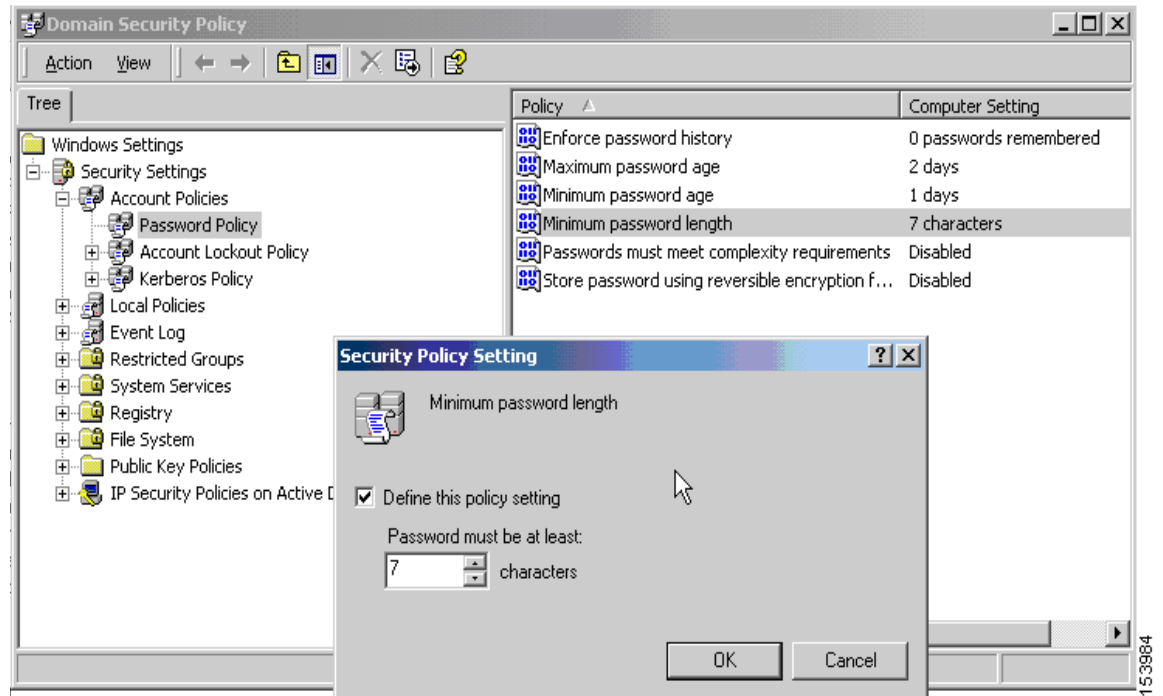 Domain Security Policy
Action View
Tree
Policy Computer Setting
Windows Settings
Security Settings
Account Policies
Password Policy
Account Lockout Policy
Kerberos Policy
Local Policies
Event Log
Restricted Groups
System Services
Registry
File System
Public Key Policies
IP Security Policies on Active D
Enforce password history 0 passwords remembered
Maximum password age 2 days
Minimum password age 1 days
Minimum password length 7 characters
Passwords must meet complexity requirements Disabled
Store password using reversible encryption f... Disabled
Security Policy Setting
Minimum password length
Define this policy setting
Password must be at least:
7 characters
OK Cancel
153984